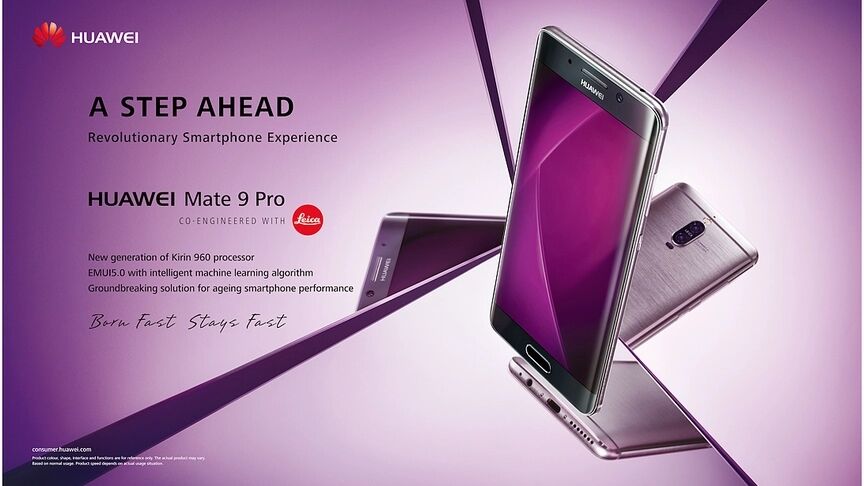 HUAWEI
A STEP AHEAD
Revolutionary Smartphone Experience
HUAWEI Mate 9 Pro
CO-ENGINEERED WITH Leica
New generation of Kirin 960 processor
EMUI5.0 with intelligent machine learning algorithm
Groundbreaking solution for ageing smartphone performance
Born Fast Stays Fast
consumer.huawei.com
Product colour, shape, interface and functions are for reference only. The actual product may vary.
Based on normal usage. Product speed depends on actual usage situation.
HUAWEI
HUAWEI